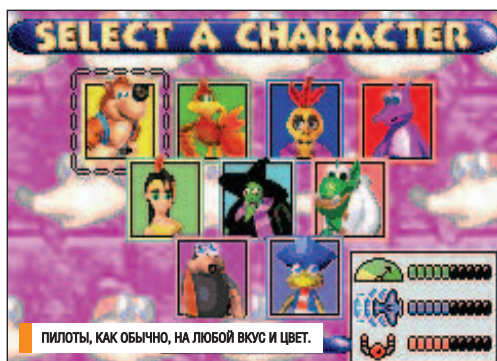 SELECT A CHARACTER
ПИЛОТЫ, КАК ОБЫЧНО, НА ЛЮБОЙ ВКУС И ЦВЕТ.